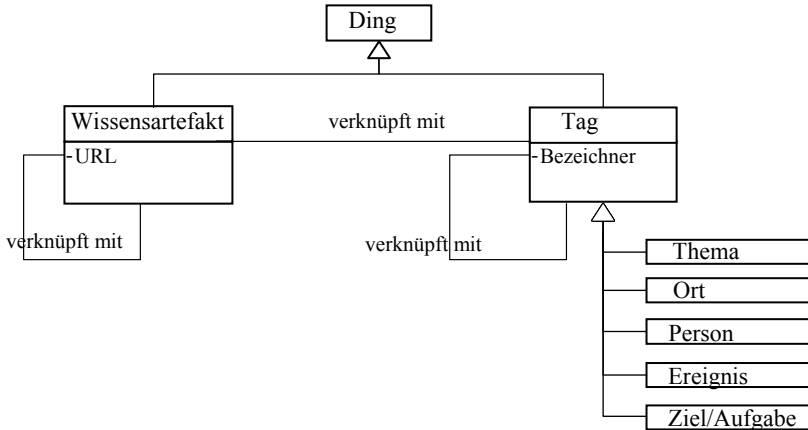 Ding
Wissensartefakt
verknüpft mit
Tag
-URL
-Bezeichner
verknüpft mit
verknüpft mit
Thema
Ort
Person
Ereignis
Ziel/Aufgabe